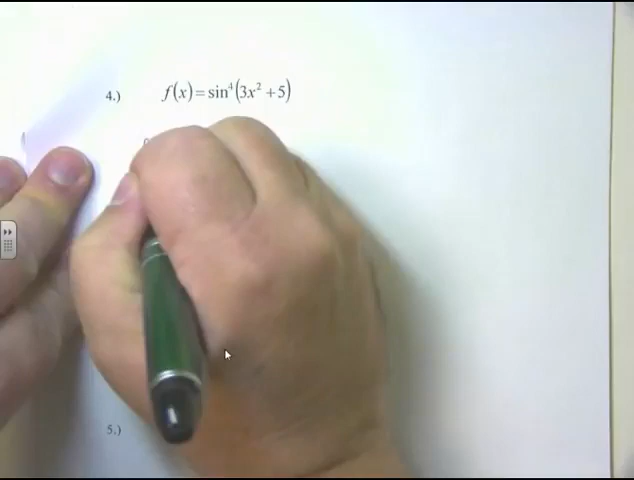 4.) f(x)=sin⁴(3x²+5)
5.)